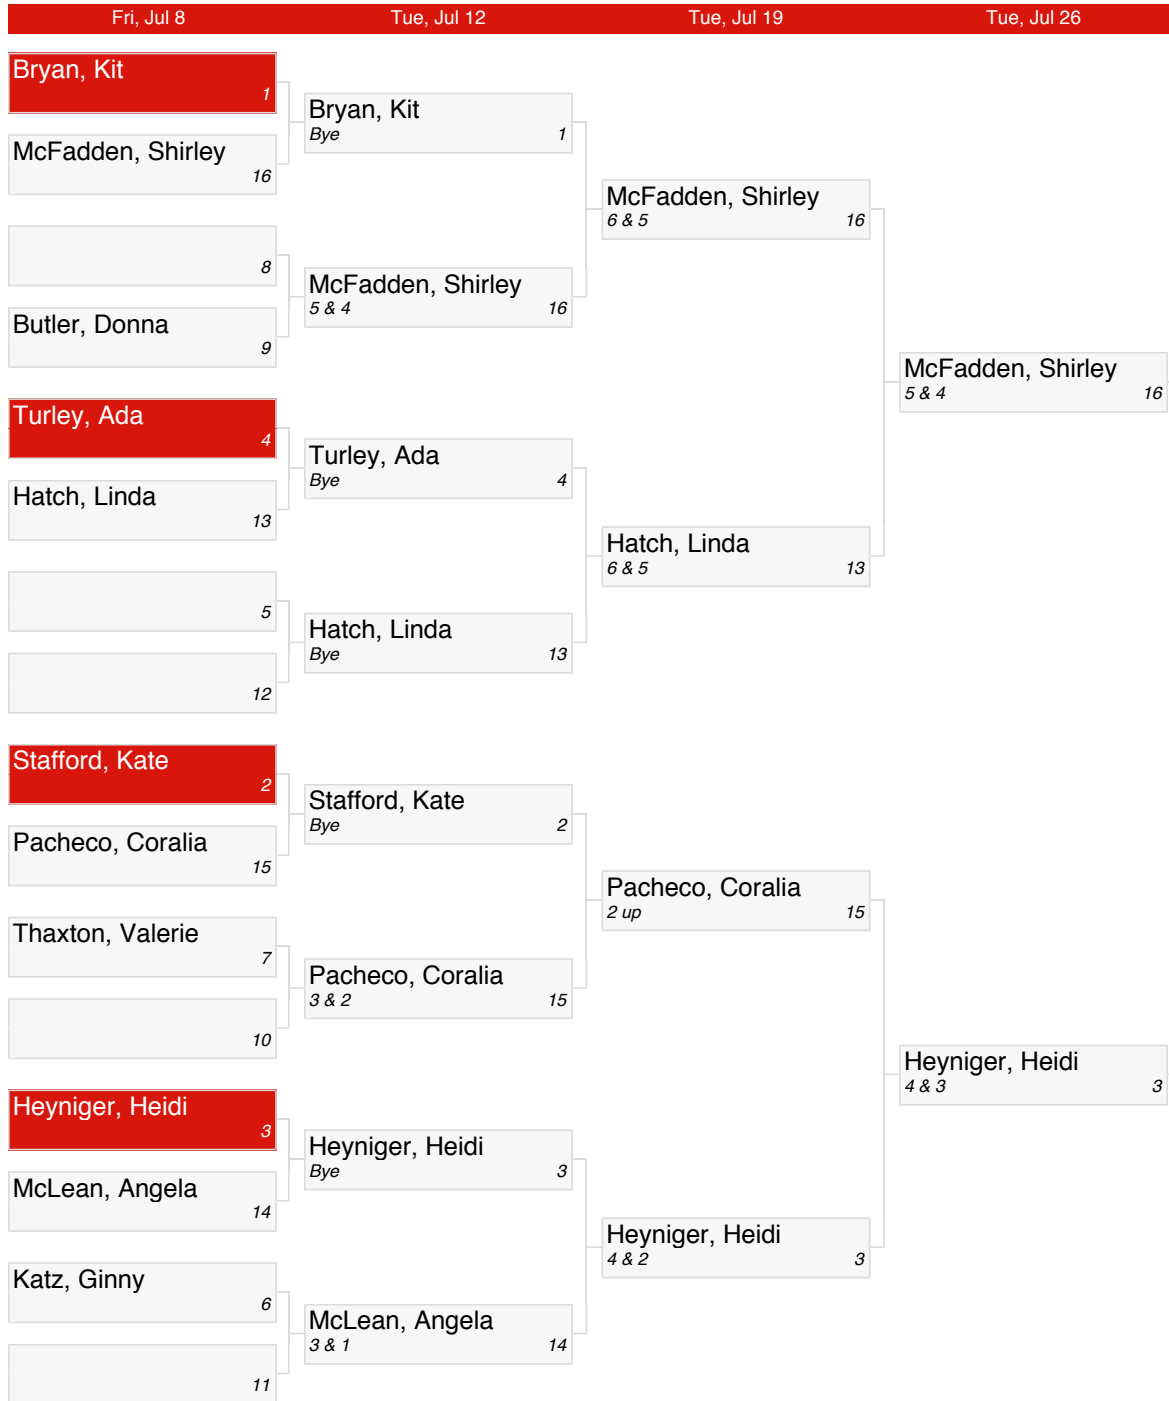 Fri, Jul 8
Tue, Jul 12
Tue, Jul 19
Tue, Jul 26
Bryan, Kit
1
McFadden, Shirley
16
8
Butler, Donna
9
Turley, Ada
4
Hatch, Linda
13
5
12
Stafford, Kate
2
Pacheco, Coralia
15
Thaxton, Valerie
7
10
Heyniger, Heidi
3
McLean, Angela
14
Katz, Ginny
6
11
Bryan, Kit
Bye 1
McFadden, Shirley
5 & 4 16
Turley, Ada
Bye 4
Hatch, Linda
Bye 13
Stafford, Kate
Bye 2
Pacheco, Coralia
3 & 2 15
Heyniger, Heidi
Bye 3
McLean, Angela
3 & 1 14
McFadden, Shirley
6 & 5 16
Hatch, Linda
6 & 5 13
Pacheco, Coralia
2 up 15
Heyniger, Heidi
4 & 2 3
McFadden, Shirley
5 & 4 16
Heyniger, Heidi
4 & 3 3